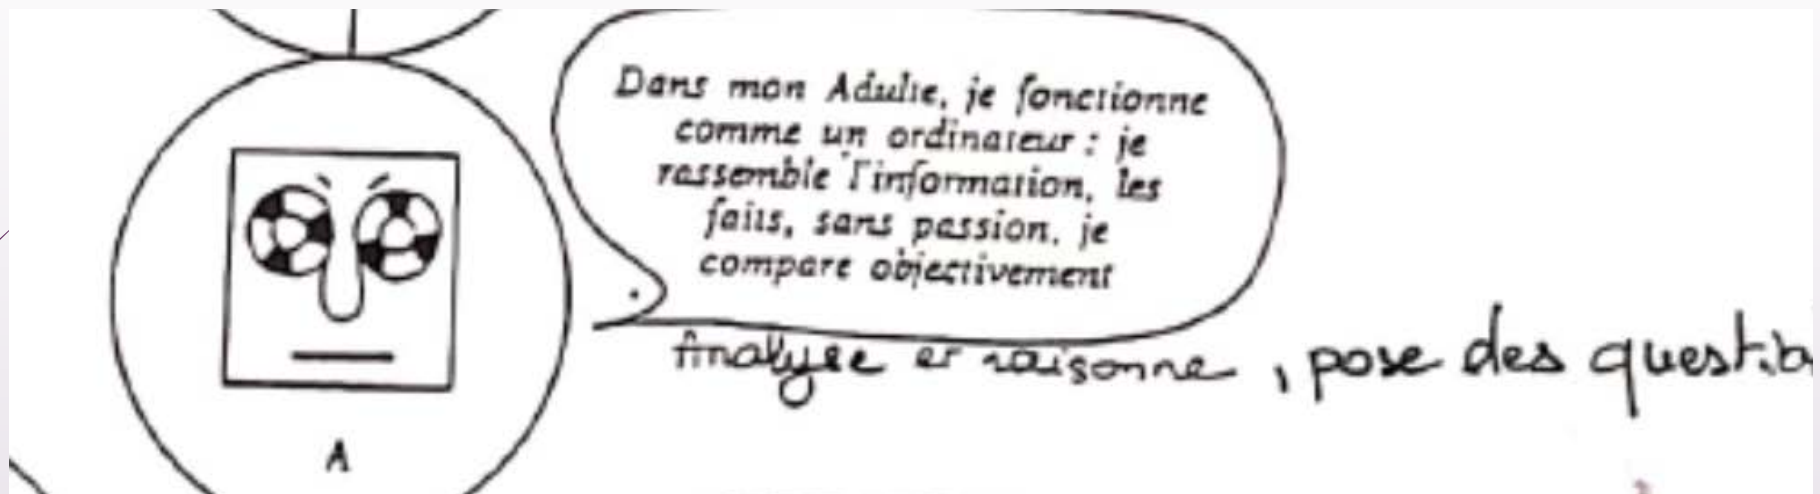 Dans mon Adulte, je fonctionne
comme un ordinateur : je
rassemble l'information, les
faits, sans passion, je
compare objectivement
Analyse et raisonne, pose des
A